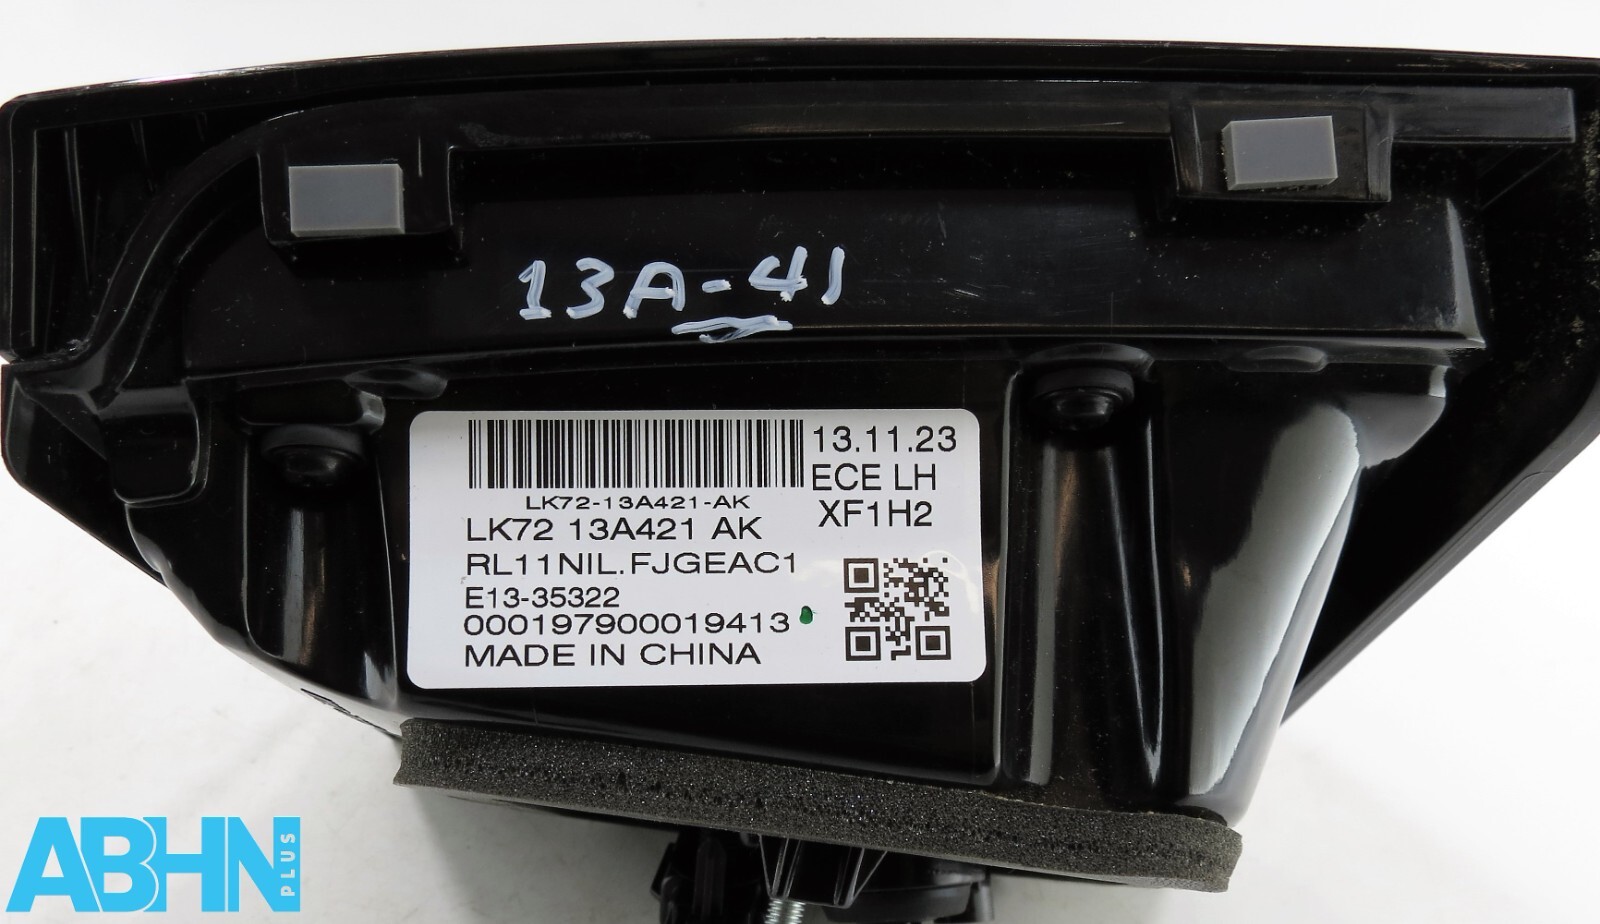 13A-41
LK72-13A421-AK
LK72 13A421 AK
RL11NIL.FJGEAC1
E13-35322
000197900019413
MADE IN CHINA
13.11.23
ECE LH
XF1H2
ABHN PLUS